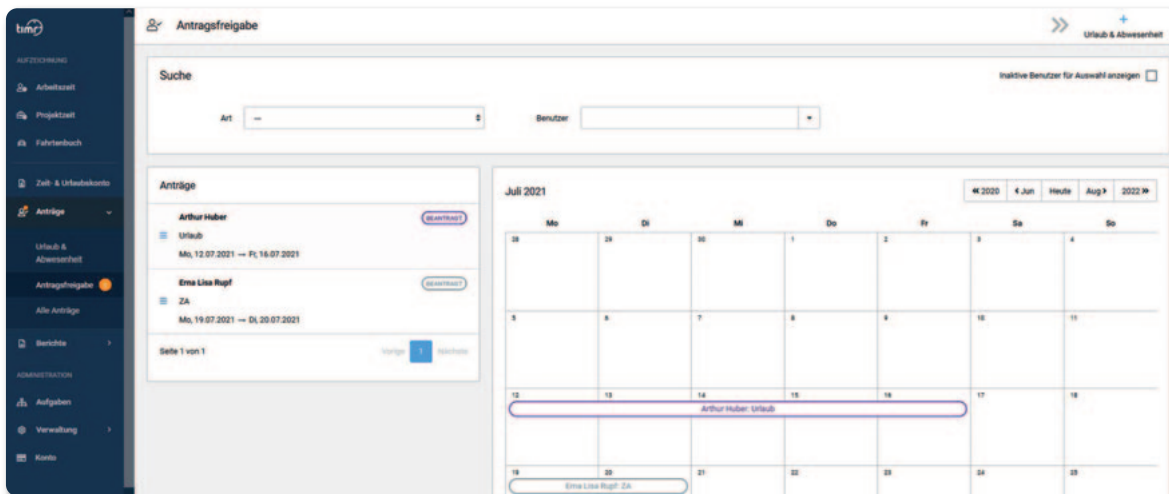 timr
Antragsfreigabe
Urlaub & Abwesenheit
AUFZEICHNUNG
Arbeitszeit
Projektzeit
Fahrtenbuch
Zeit- & Urlaubskonto
Anträge
Urlaub &
Abwesenheit
Antragsfreigabe
Alle Anträge
Berichte
ADMINISTRATION
Aufgaben
Verwaltung
Konto
Suche
Inaktive Benutzer für Auswahl anzeigen
Art
---
Benutzer
Anträge
Arthur Huber
BEANTRAGT
Urlaub
Mo, 12.07.2021 → Fr, 16.07.2021
Erna Lisa Rupf
BEANTRAGT
ZA
Mo, 19.07.2021 → Di, 20.07.2021
Seite 1 von 1
Vorige 1 Nächste
Juli 2021
2020 Jun Heute Aug 2022
Mo Di Mi Do Fr Sa So
28 29 30 1 2 3 4
5 6 7 8 9 10 11
12 13 14 15 16 17 18
Arthur Huber: Urlaub
19 20 21 22 23 24 25
Erna Lisa Rupf: ZA